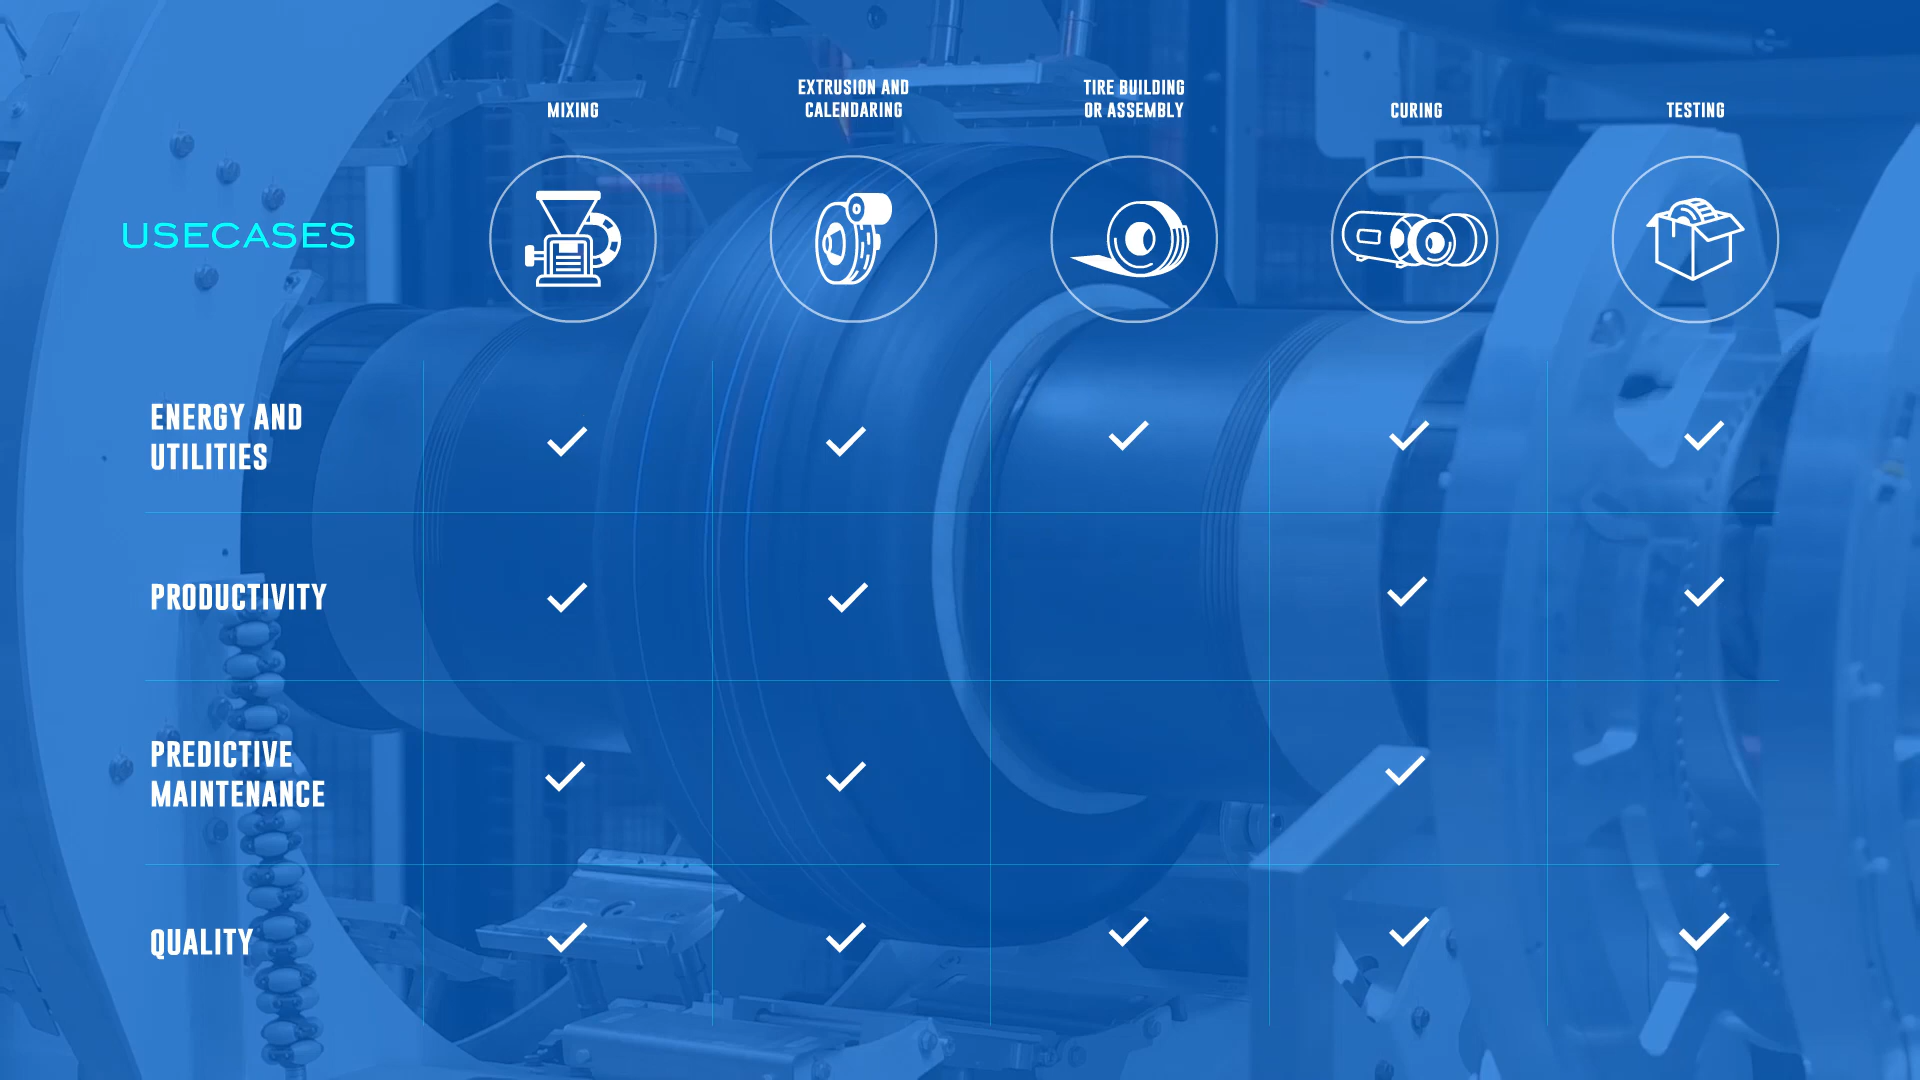 EXTRUSION AND
CALENDARING
TIRE BUILDING
OR ASSEMBLY
MIXING
CURING
TESTING
USECASES
ENERGY AND
UTILITIES
PRODUCTIVITY
PREDICTIVE
MAINTENANCE
QUALITY